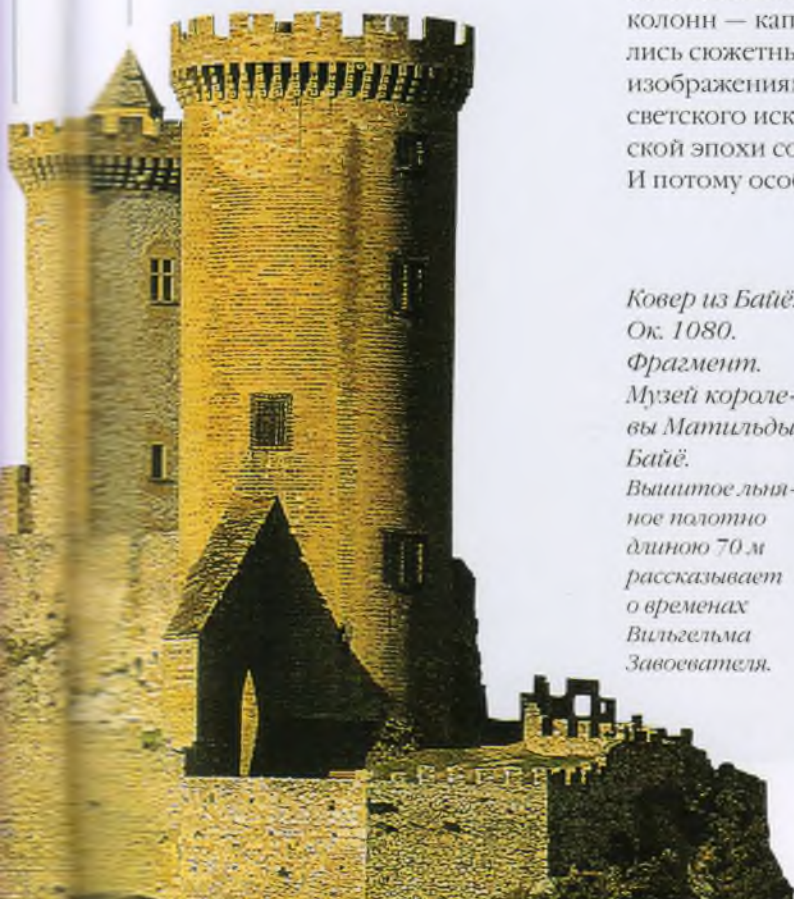 колонн — кап
лись сюжетны
изображения
светского иск
ской эпохи со
И потому особ
Ковер из Байё.
Ок. 1080.
Фрагмент.
Музей короле-
вы Матильды
Байё.
Вышитое льня-
ное полотно
длиною 70 м
рассказывает
о временах
Вильгельма
Завоевателя.